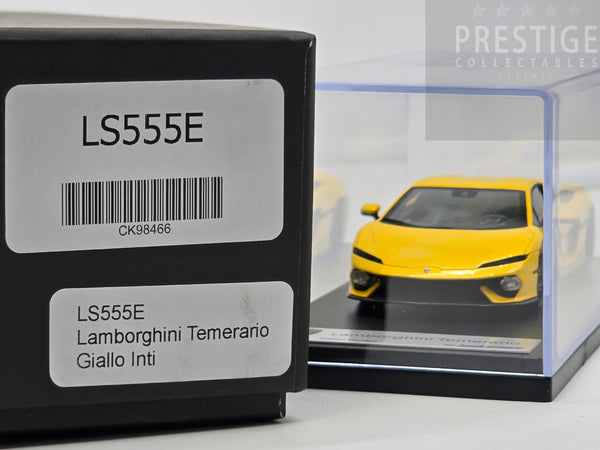 PRESTIGE
COLLECTABLES
LS555E
CK98466
LS555E
Lamborghini Temerario
Giallo Inti
Lamborghini Temerario